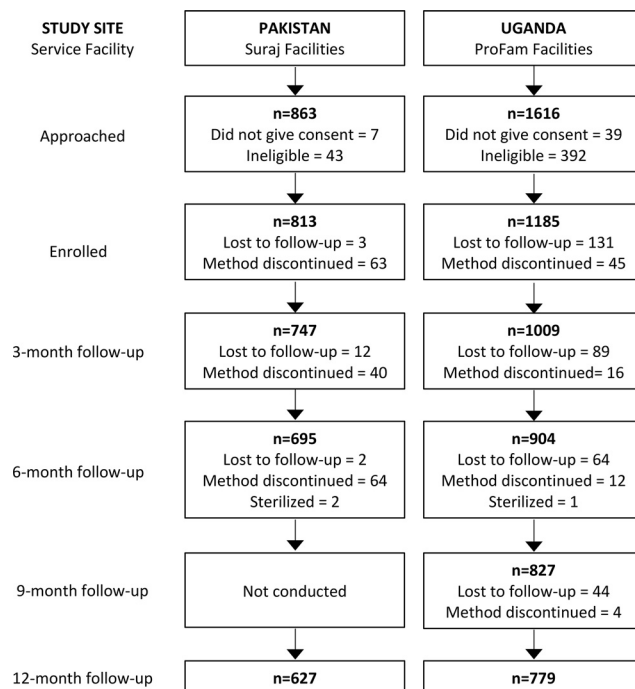 STUDY SITE
Service Facility
PAKISTAN
Suraj Facilities
UGANDA
ProFam Facilities
Approached
n=863
Did not give consent = 7
Ineligible = 43
n=1616
Did not give consent = 39
Ineligible = 392
Enrolled
n=813
Lost to follow-up = 3
Method discontinued = 63
n=1185
Lost to follow-up = 131
Method discontinued = 45
3-month follow-up
n=747
Lost to follow-up = 12
Method discontinued = 40
n=1009
Lost to follow-up = 89
Method discontinued= 16
6-month follow-up
n=695
Lost to follow-up = 2
Method discontinued = 64
Sterilized = 2
n=904
Lost to follow-up = 64
Method discontinued = 12
Sterilized = 1
9-month follow-up
Not conducted
n=827
Lost to follow-up = 44
Method discontinued = 4
12-month follow-up
n=627
n=779